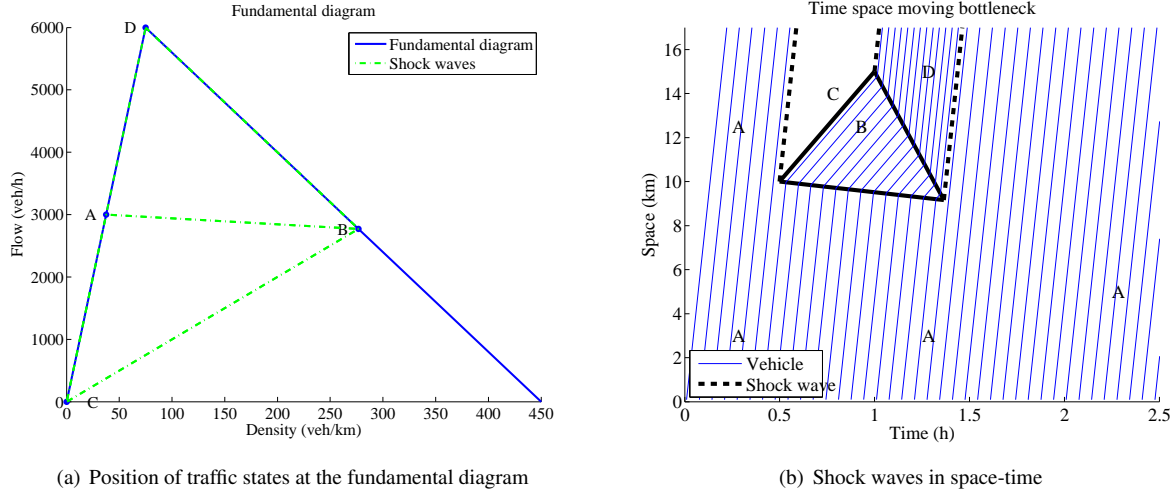 Fundamental diagram
6000
5000
4000
3000
2000
1000
0
Flow (veh/h)
D
A
B
C
Fundamental diagram
Shock waves
0 50 100 150 200 250 300 350 400 450
Density (veh/km)
(a) Position of traffic states at the fundamental diagram
Time space moving bottleneck
16
14
12
10
8
6
4
2
0
Space (km)
A
C
B
D
A
A
A
Vehicle
Shock wave
0 0.5 1 1.5 2 2.5
Time (h)
(b) Shock waves in space-time